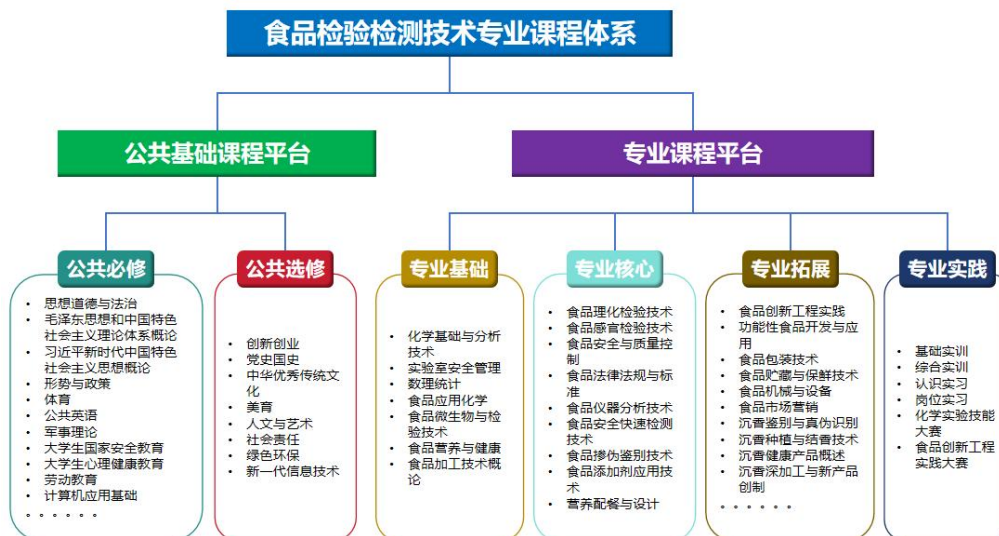 食品检验检测技术专业课程体系
公共基础课程平台
专业课程平台
公共必修
• 思想道德与法治
• 毛泽东思想和中国特色
社会主义理论体系概论
• 习近平新时代中国特色
社会主义思想概论
• 形势与政策
• 体育
• 公共英语
• 军事理论
• 大学生国家安全教育
• 大学生心理健康教育
• 劳动教育
• 计算机应用基础
。。。。。。
公共选修
• 创新创业
• 党史国史
• 中华优秀传统文
化
• 美育
• 人文与艺术
• 社会责任
• 绿色环保
• 新一代信息技术
专业基础
• 化学基础与分析
技术
• 实验室安全管理
• 数理统计
• 食品应用化学
• 食品微生物与检
验技术
• 食品营养与健康
• 食品加工技术概
论
专业核心
• 食品理化检验技术
• 食品感官检验技术
• 食品安全与质量控
制
• 食品法律法规与标
准
• 食品仪器分析技术
• 食品安全快速检测
技术
• 食品掺伪鉴别技术
• 食品添加剂应用技
术
• 营养配餐与设计
专业拓展
• 食品创新工程实践
• 功能性食品开发与应
用
• 食品包装技术
• 食品贮藏与保鲜技术
• 食品机械与设备
• 食品市场营销
• 沉香鉴别与真伪识别
• 沉香种植与结香技术
• 沉香健康产品概述
• 沉香深加工与新产品
创制
。。。。。。
专业实践
• 基础实训
• 综合实训
• 认识实习
• 岗位实习
• 化学实验技能
大赛
• 食品创新工程
实践大赛